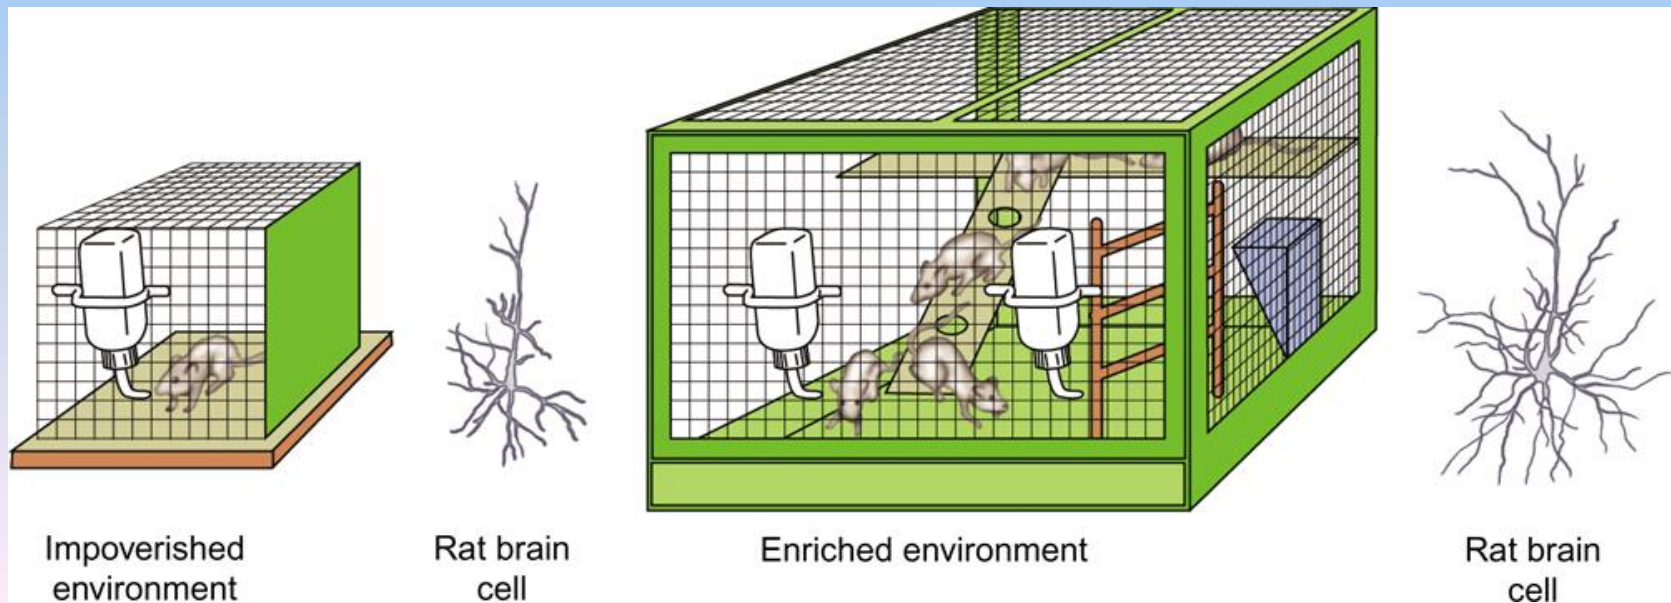 Impoverished
environment
Rat brain
cell
Enriched environment
Rat brain
cell